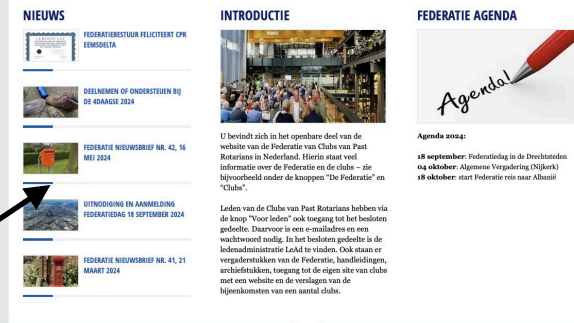 NIEUWS
FEDERATIEBESTUUR FELICITEERT CPR
EEMSDELTA
DEELNEMEN OF ONDERSTEUEN BIJ
DE 4DAAGSE 2024
FEDERATIE NIEUWSBRIEF NR. 42, 16
MEI 2024
UITNODIGING EN AANMELDING
FEDERATIEDAG 18 SEPTEMBER 2024
FEDERATIE NIEUWSBRIEF NR. 41, 21
MAART 2024
INTRODUCTIE
U bevindt zich in het openbare deel van de
website van de Federatie van Clubs van Past
Rotarians in Nederland. Hierin staat veel
informatie over de Federatie en de clubs – zie
bijvoorbeeld onder de knoppen "De Federatie" en
"Clubs".
Leden van de Clubs van Past Rotarians hebben via
de knop "Voor leden" ook toegang tot het besloten
gedeelte. Daarvoor is een e-mailadres en een
wachtwoord nodig. In het besloten gedeelte is de
ledenadministratie LeAd te vinden. Ook staan er
vergaderstukken van de Federatie, handleidingen,
archiefstukken, toegang tot de eigen site van clubs
met een website en de verslagen van de
bijeenkomsten van een aantal clubs.
FEDERATIE AGENDA
Agenda!
Agenda 2024:
18 september: Federatiedag in de Drechtsteden
04 oktober: Algemene Vergadering (Nijkerk)
18 oktober: start Federatie reis naar Albanië